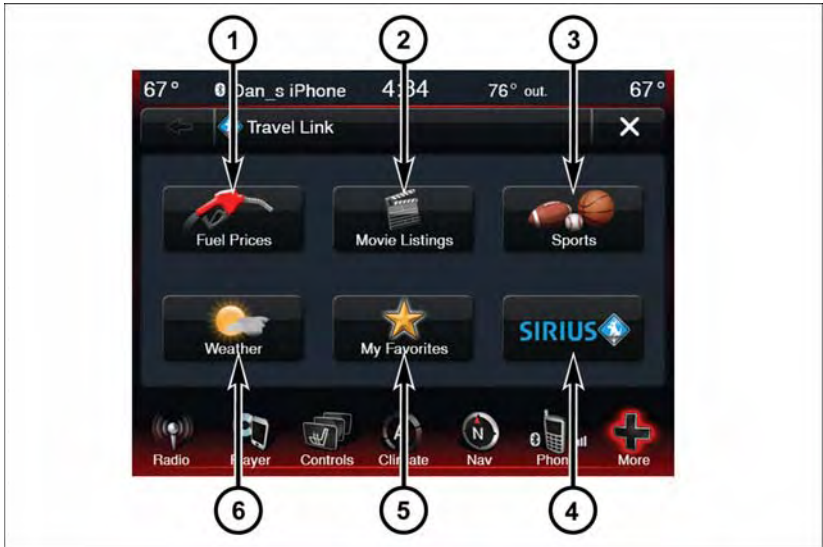 1 2 3
67° Dan_s iPhone 4:34 76° out. 67°
Travel Link
Fuel Prices Movie Listings Sports
Weather My Favorites SIRIUS
N
Radio Player Controls Climate Nav Phone More
6 5 4